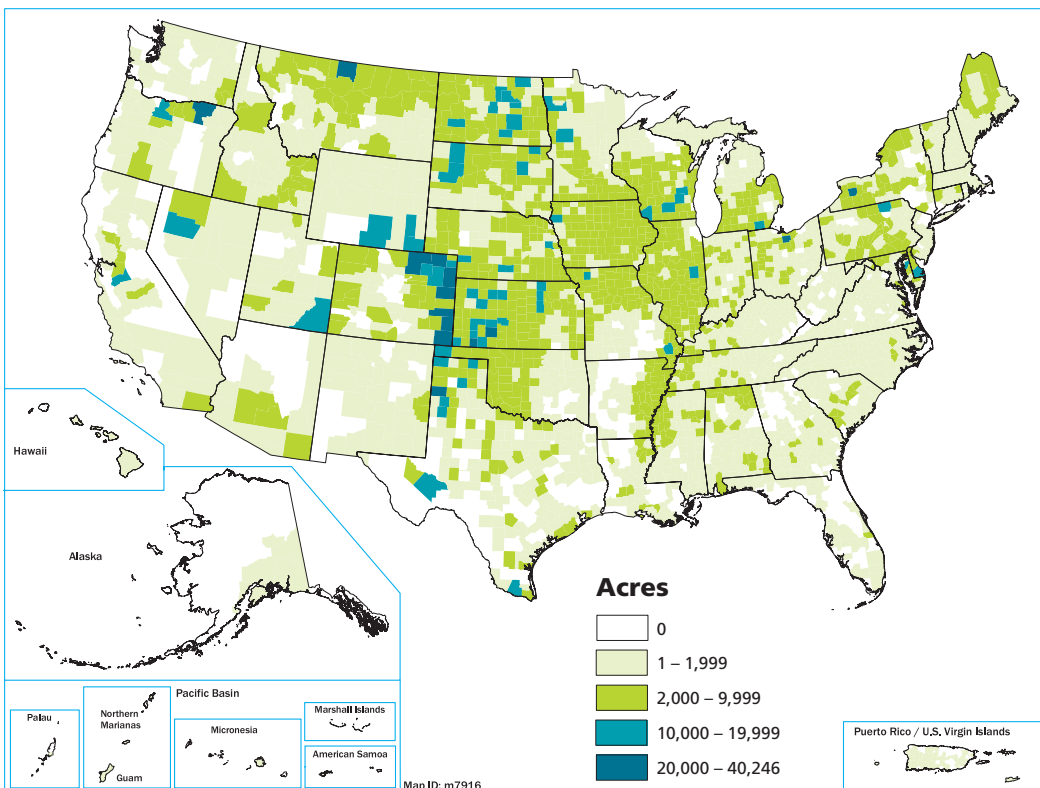 Hawaii
Alaska
Pacific Basin
Palau
Northern
Marianas
Guam
Micronesia
Marshall Islands
American Samoa
Map ID: m7916
Acres
0
1 – 1,999
2,000 – 9,999
10,000 – 19,999
20,000 – 40,246
Puerto Rico / U.S. Virgin Islands